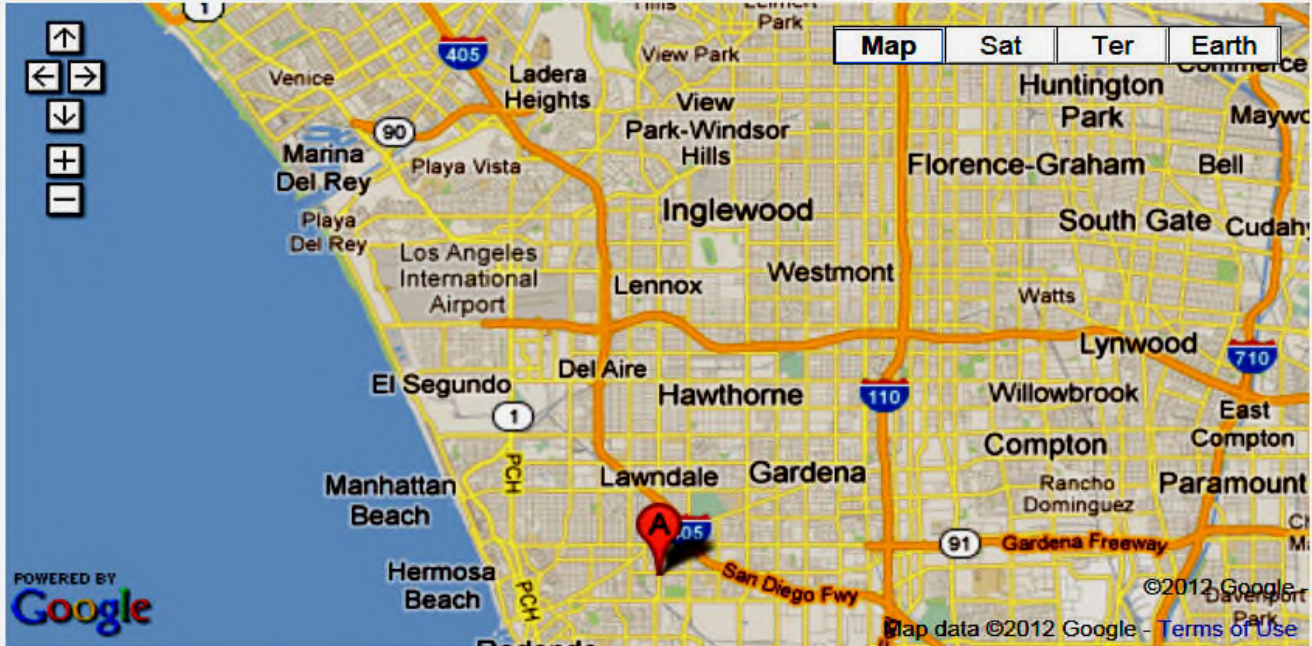 1
Hills
Park
Map
Sat
Ter
Earth
405
View Park
Commerce
Venice
Ladera
Heights
Huntington
Park
View
Park-Windsor
Hills
90
Marina
Del Rey
Playa Vista
Florence-Graham
Bell
Playa
Del Rey
Inglewood
South Gate
Los Angeles
International
Airport
Lennox
Westmont
Watts
Lynwood
710
Del Aire
El Segundo
Hawthorne
110
Willowbrook
East
Compton
1
Compton
PCH
Lawndale
Gardena
Manhattan
Beach
Rancho
Dominguez
Paramount
A
91
Gardena Freeway
San Diego Fwy
Hermosa
Beach
PCH
POWERED BY
Google
©2012 Google -
Davenport
Park
Map data ©2012 Google - Terms of Use